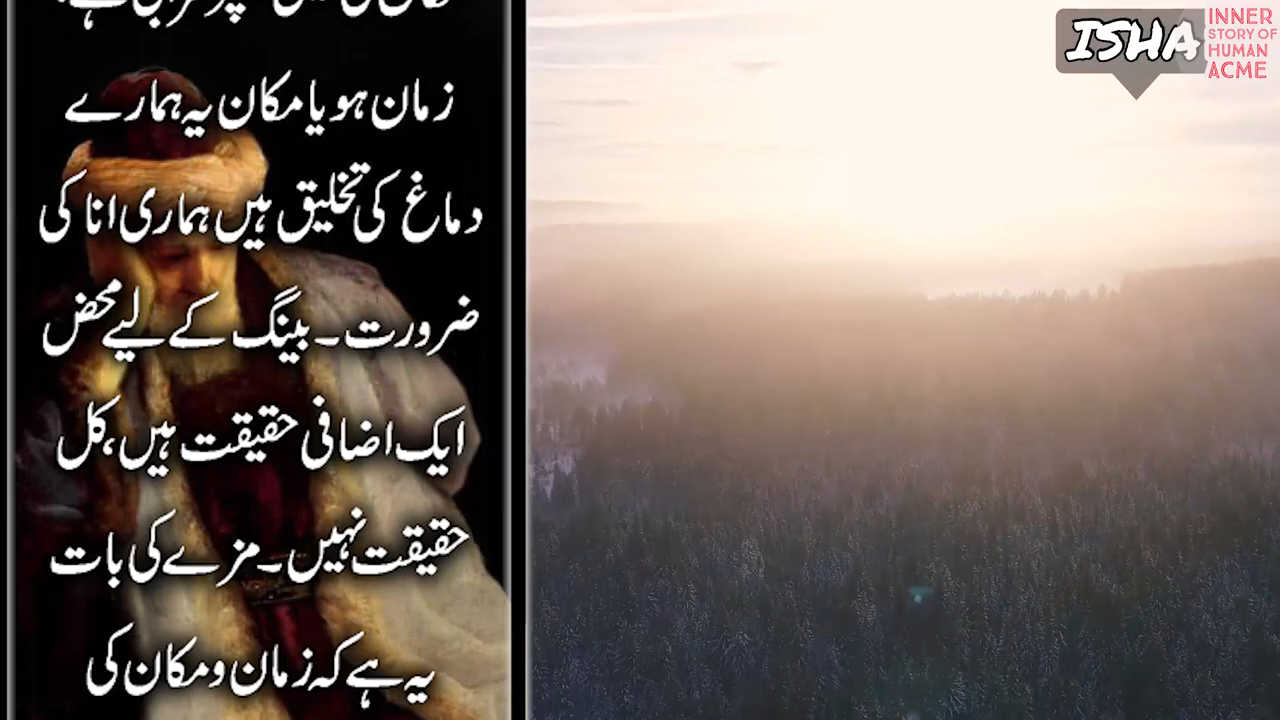 زمان ہو یا مکان یہ ہمارے
دماغ کی تخلیق ہیں ہماری انا کی
ضرورت۔ بینگ کے لیے محض
ایک اضافی حقیقت ہیں، کل
حقیقت نہیں۔ مزے کی بات
یہ ہے کہ زمان و مکان کی
ISHA
INNER
STORY OF
HUMAN
ACME